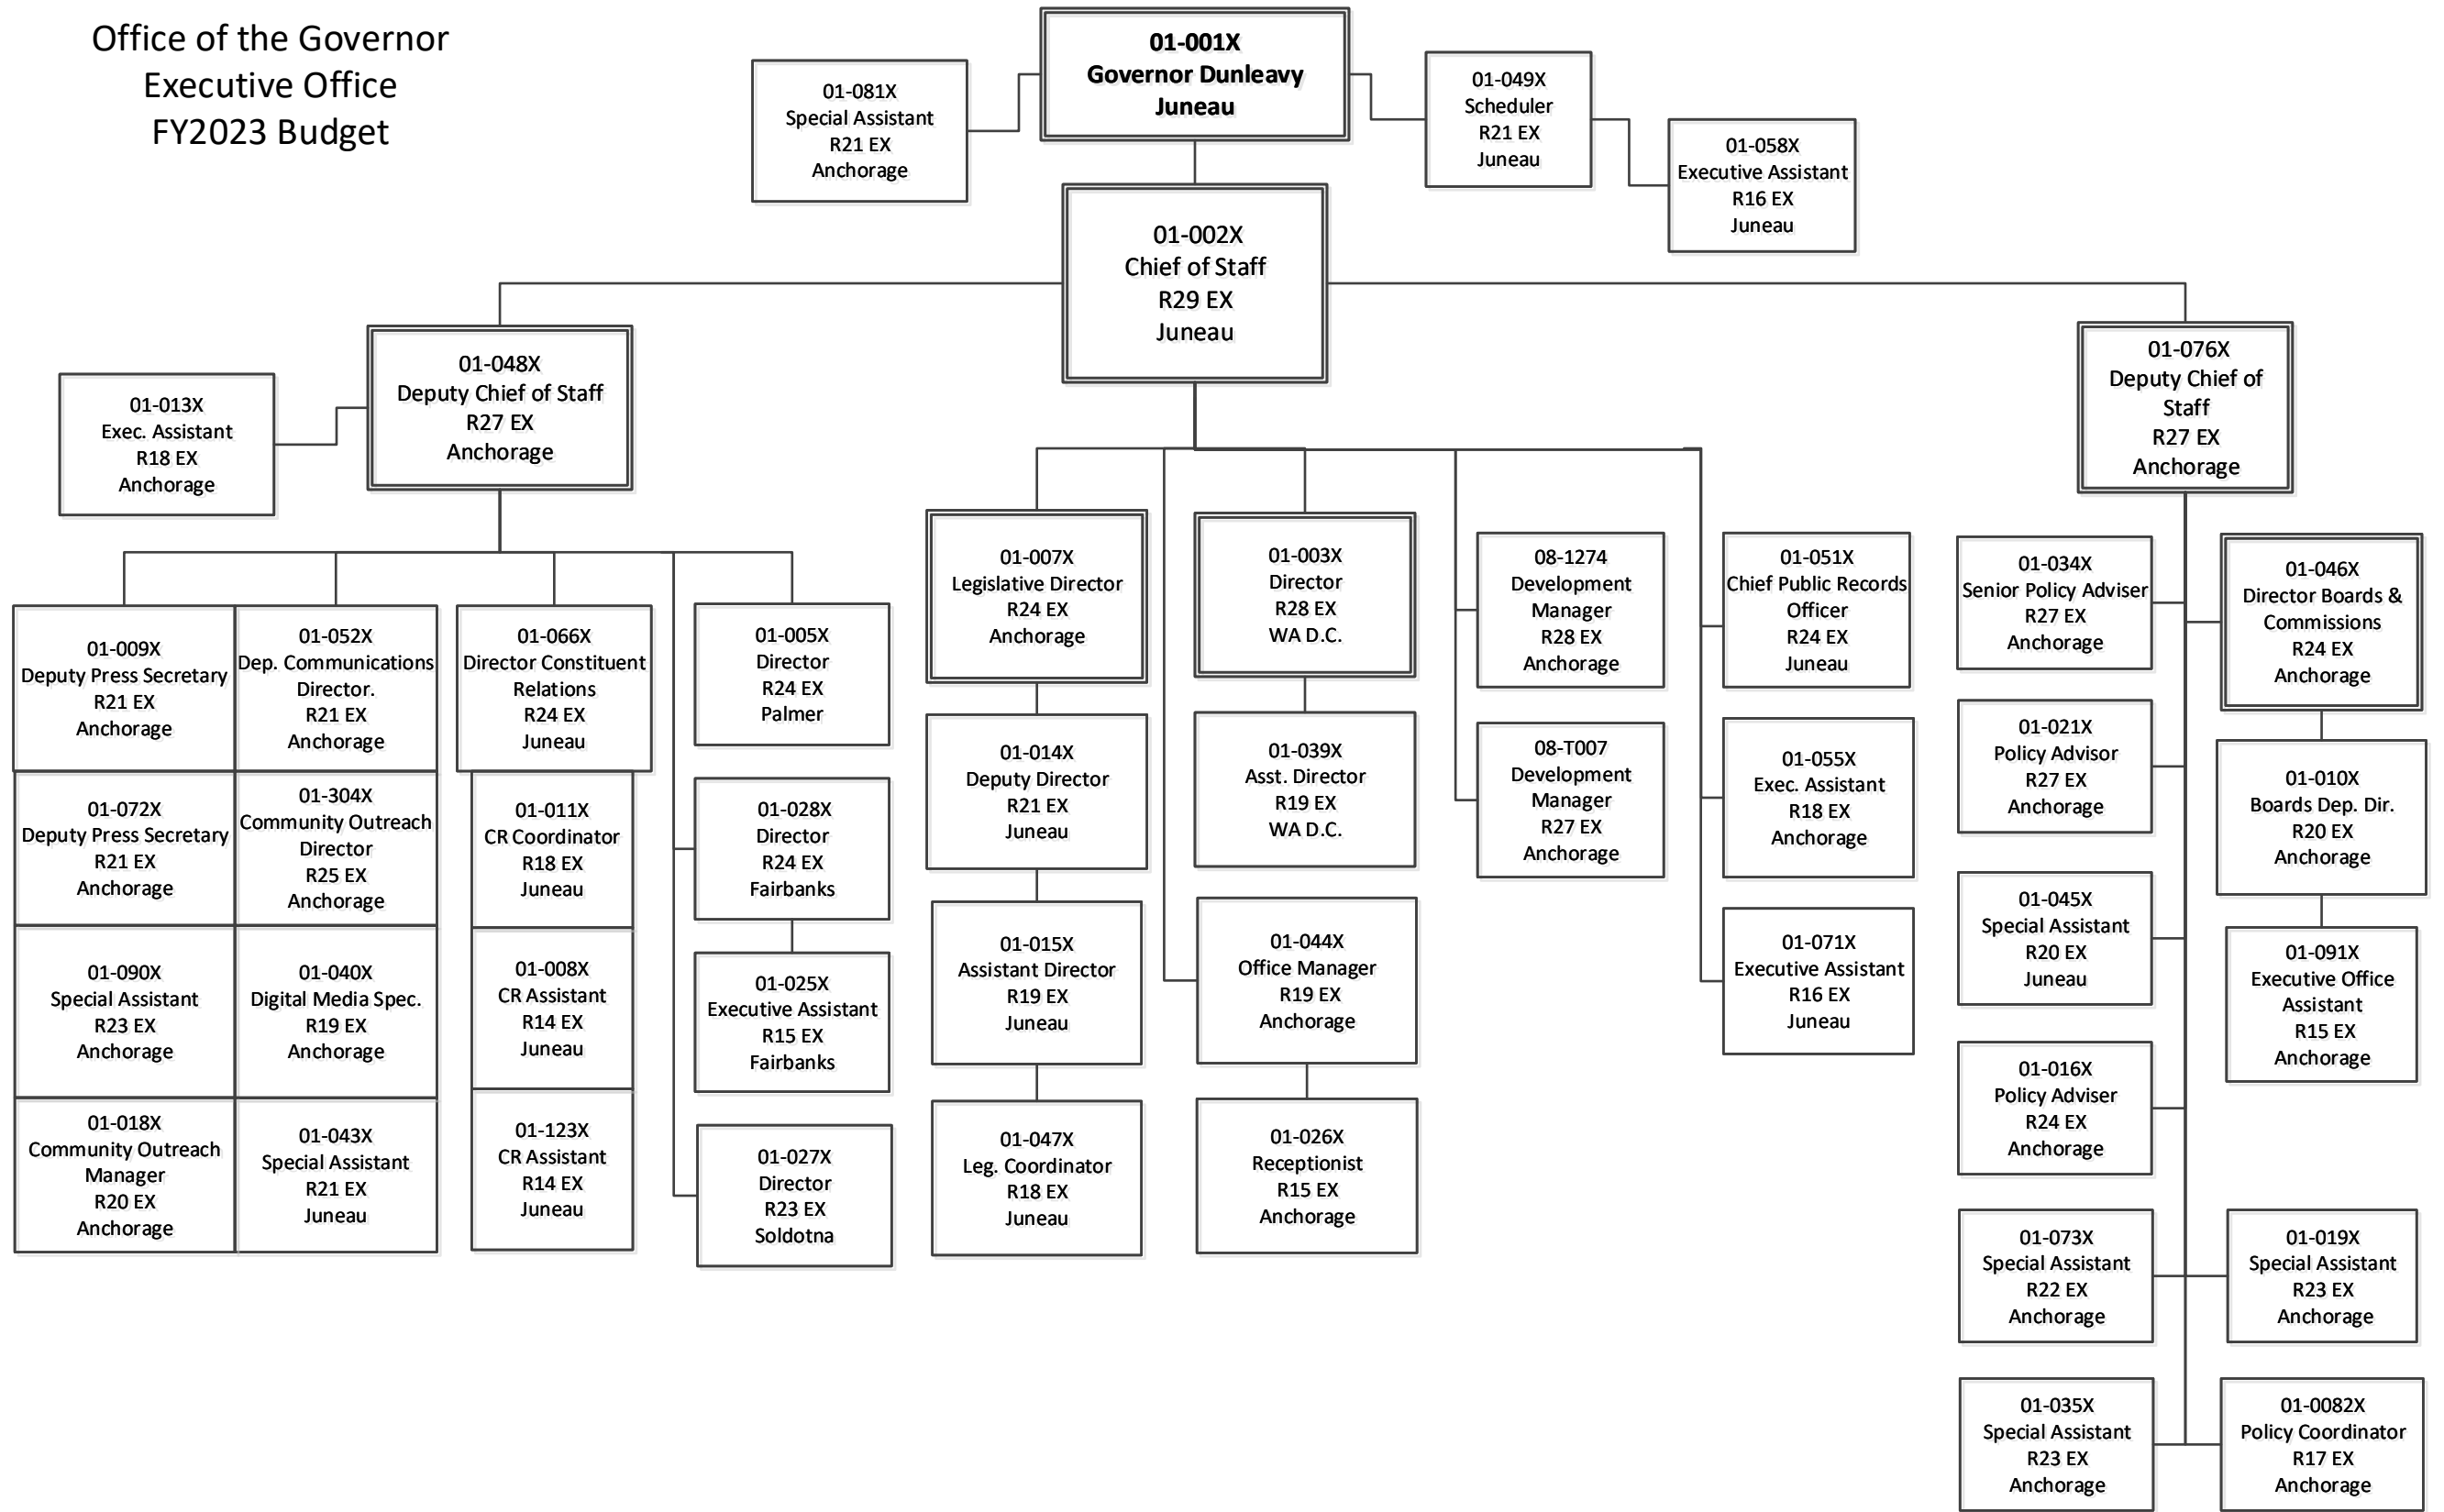 Office of the Governor
Executive Office
FY2023 Budget
01-001X
Governor Dunleavy
Juneau
01-081X
Special Assistant
R21 EX
Anchorage
01-049X
Scheduler
R21 EX
Juneau
01-058X
Executive Assistant
R16 EX
Juneau
01-002X
Chief of Staff
R29 EX
Juneau
01-048X
Deputy Chief of Staff
R27 EX
Anchorage
01-013X
Exec. Assistant
R18 EX
Anchorage
01-076X
Deputy Chief of
Staff
R27 EX
Anchorage
01-009X
Deputy Press Secretary
R21 EX
Anchorage
01-072X
Deputy Press Secretary
R21 EX
Anchorage
01-090X
Special Assistant
R23 EX
Anchorage
01-018X
Community Outreach
Manager
R20 EX
Anchorage
01-052X
Dep. Communications
Director.
R21 EX
Anchorage
01-304X
Community Outreach
Director
R25 EX
Anchorage
01-040X
Digital Media Spec.
R19 EX
Anchorage
01-043X
Special Assistant
R21 EX
Juneau
01-066X
Director Constituent
Relations
R24 EX
Juneau
01-011X
CR Coordinator
R18 EX
Juneau
01-008X
CR Assistant
R14 EX
Juneau
01-123X
CR Assistant
R14 EX
Juneau
01-005X
Director
R24 EX
Palmer
01-028X
Director
R24 EX
Fairbanks
01-025X
Executive Assistant
R15 EX
Fairbanks
01-027X
Director
R23 EX
Soldotna
01-007X
Legislative Director
R24 EX
Anchorage
01-014X
Deputy Director
R21 EX
Juneau
01-015X
Assistant Director
R19 EX
Juneau
01-047X
Leg. Coordinator
R18 EX
Juneau
01-003X
Director
R28 EX
WA D.C.
01-039X
Asst. Director
R19 EX
WA D.C.
01-044X
Office Manager
R19 EX
Anchorage
01-026X
Receptionist
R15 EX
Anchorage
08-1274
Development
Manager
R28 EX
Anchorage
08-T007
Development
Manager
R27 EX
Anchorage
01-051X
Chief Public Records
Officer
R24 EX
Juneau
01-055X
Exec. Assistant
R18 EX
Anchorage
01-071X
Executive Assistant
R16 EX
Juneau
01-034X
Senior Policy Adviser
R27 EX
Anchorage
01-021X
Policy Advisor
R27 EX
Anchorage
01-045X
Special Assistant
R20 EX
Juneau
01-016X
Policy Adviser
R24 EX
Anchorage
01-073X
Special Assistant
R22 EX
Anchorage
01-035X
Special Assistant
R23 EX
Anchorage
01-046X
Director Boards &
Commissions
R24 EX
Anchorage
01-010X
Boards Dep. Dir.
R20 EX
Anchorage
01-091X
Executive Office
Assistant
R15 EX
Anchorage
01-019X
Special Assistant
R23 EX
Anchorage
01-0082X
Policy Coordinator
R17 EX
Anchorage